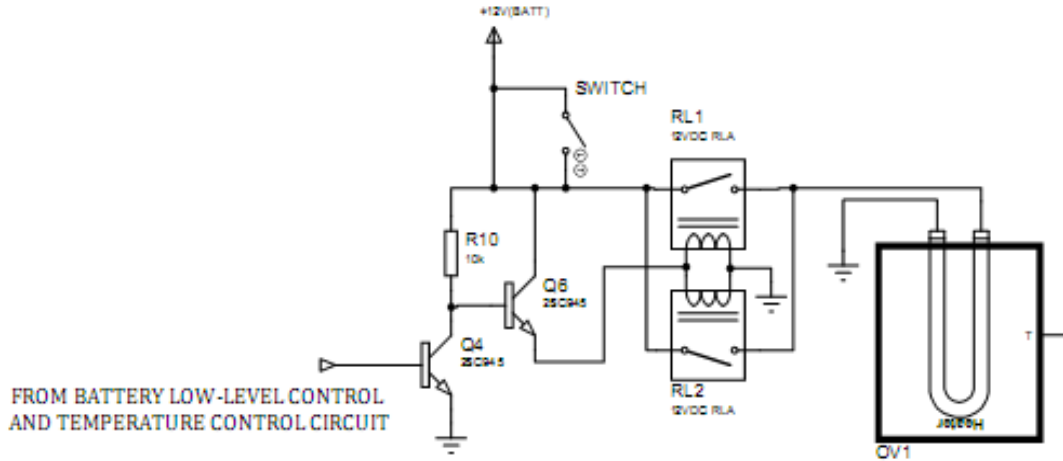 +12V(BATT)
SWITCH
RL1
12VDC RLA
R10
10k
Q6
2SC945
Q4
2SC945
T
FROM BATTERY LOW-LEVEL CONTROL
AND TEMPERATURE CONTROL CIRCUIT
RL2
12VDC RLA
Heater
OV1